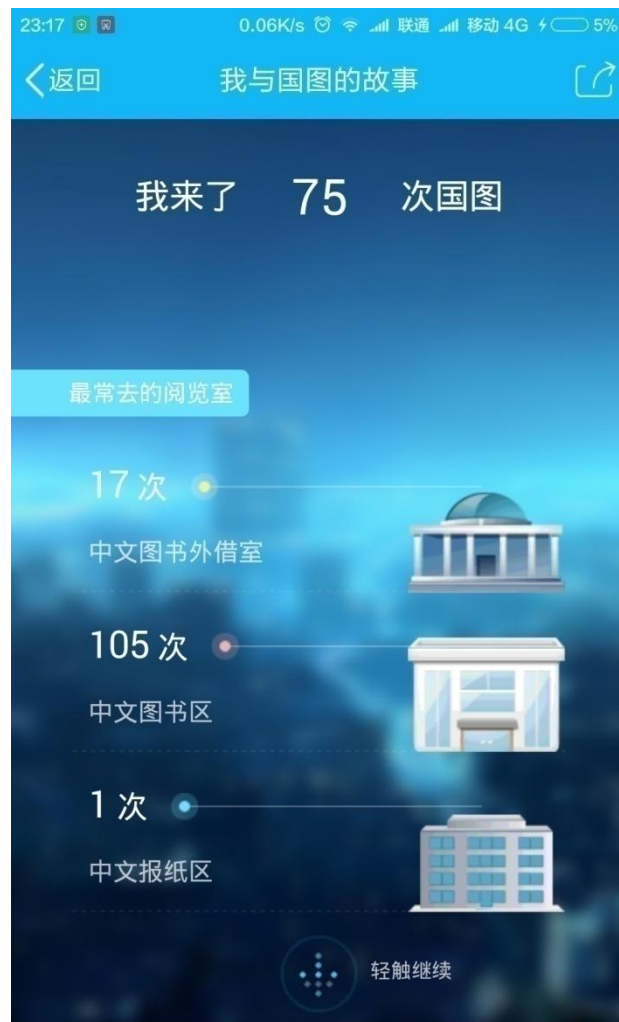 23:17 0.06K/s 联通 移动 4G 5%
返回 我与国图的故事
我来了 75 次国图
最常去的阅览室
17 次
中文图书外借室
105 次
中文图书区
1 次
中文报纸区
轻触继续